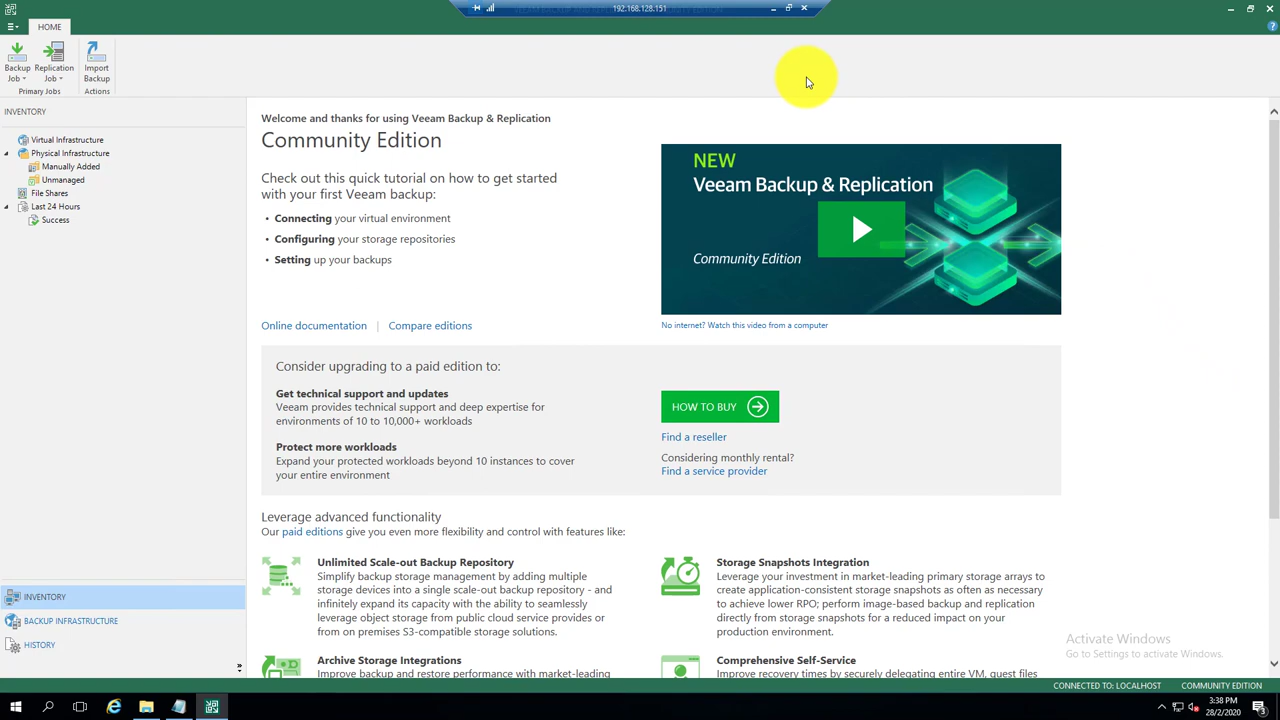 192.168.128.151
HOME
Backup Job
Replication Job
Import Backup
Primary Jobs
Actions
INVENTORY
Virtual Infrastructure
Physical Infrastructure
Manually Added
Unmanaged
File Shares
Last 24 Hours
Success
INVENTORY
BACKUP INFRASTRUCTURE
HISTORY
Welcome and thanks for using Veeam Backup & Replication
Community Edition
Check out this quick tutorial on how to get started
with your first Veeam backup:
• Connecting your virtual environment
• Configuring your storage repositories
• Setting up your backups
Online documentation | Compare editions
NEW
Veeam Backup & Replication
Community Edition
No internet? Watch this video from a computer
Consider upgrading to a paid edition to:
Get technical support and updates
Veeam provides technical support and deep expertise for
environments of 10 to 10,000+ workloads
Protect more workloads
Expand your protected workloads beyond 10 instances to cover
your entire environment
HOW TO BUY
Find a reseller
Considering monthly rental?
Find a service provider
Leverage advanced functionality
Our paid editions give you even more flexibility and control with features like:
Unlimited Scale-out Backup Repository
Simplify backup storage management by adding multiple
storage devices into a single scale-out backup repository - and
infinitely expand its capacity with the ability to seamlessly
leverage object storage from public cloud service provides or
from on premises S3-compatible storage solutions.
Storage Snapshots Integration
Leverage your investment in market-leading primary storage arrays to
create application-consistent storage snapshots as often as necessary
to achieve lower RPO; perform image-based backup and replication
directly from storage snapshots for a reduced impact on your
production environment.
Archive Storage Integrations
Improve backup and restore performance with market-leading
Comprehensive Self-Service
Improve recovery times by securely delegating entire VM, guest files
Activate Windows
Go to Settings to activate Windows.
CONNECTED TO: LOCALHOST
COMMUNITY EDITION
3:38 PM
28/2/2020
3